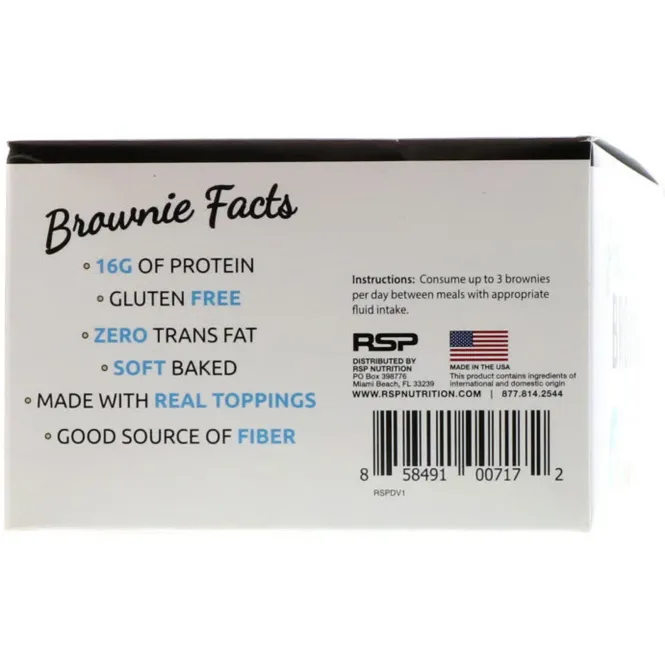 Brownie Facts
16G OF PROTEIN
GLUTEN FREE
ZERO TRANS FAT
SOFT BAKED
MADE WITH REAL TOPPINGS
GOOD SOURCE OF FIBER
Instructions: Consume up to 3 brownies
per day between meals with appropriate
fluid intake.
RSP
DISTRIBUTED BY
RSP NUTRITION
PO Box 398776
Miami Beach, FL 33239
MADE IN THE USA
This product contains ingredients of
international and domestic origin
WWW.RSPNUTRITION.COM | 877.814.2544
8 58491 00717 2
RSPDV1